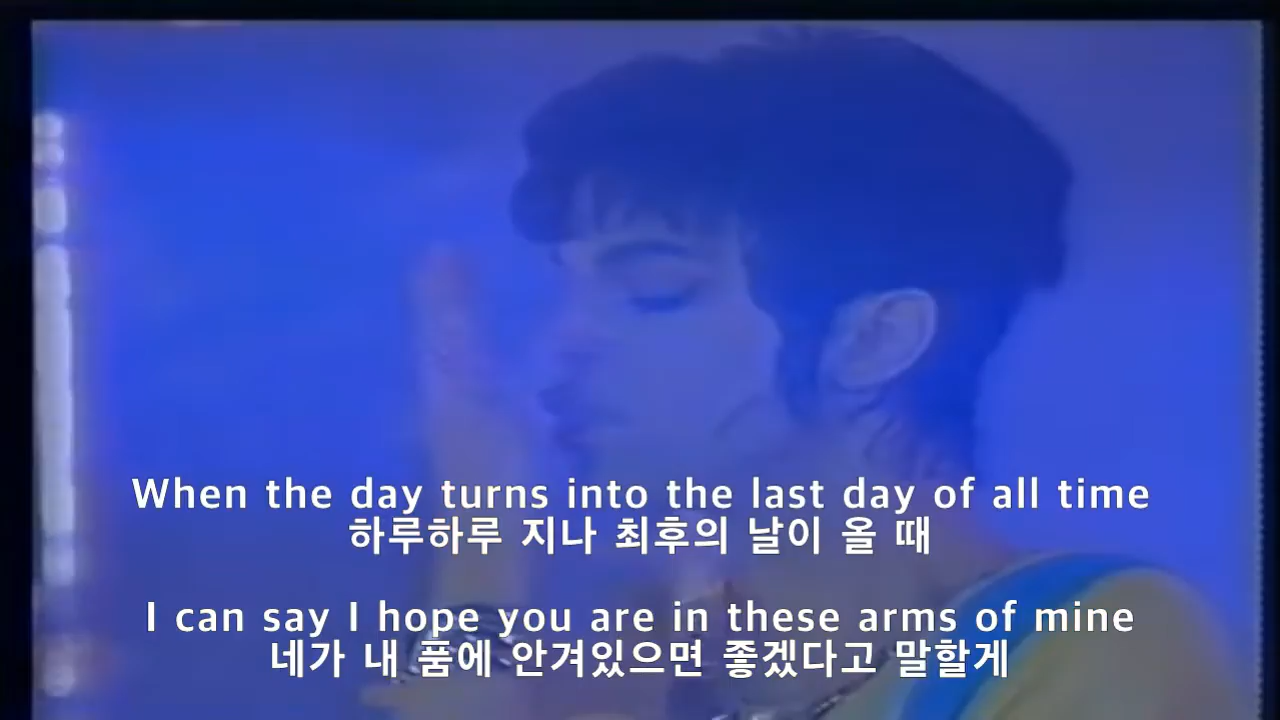 When the day turns into the last day of all time
하루하루 지나 최후의 날이 올 때
I can say I hope you are in these arms of mine
네가 내 품에 안겨있으면 좋겠다고 말할게